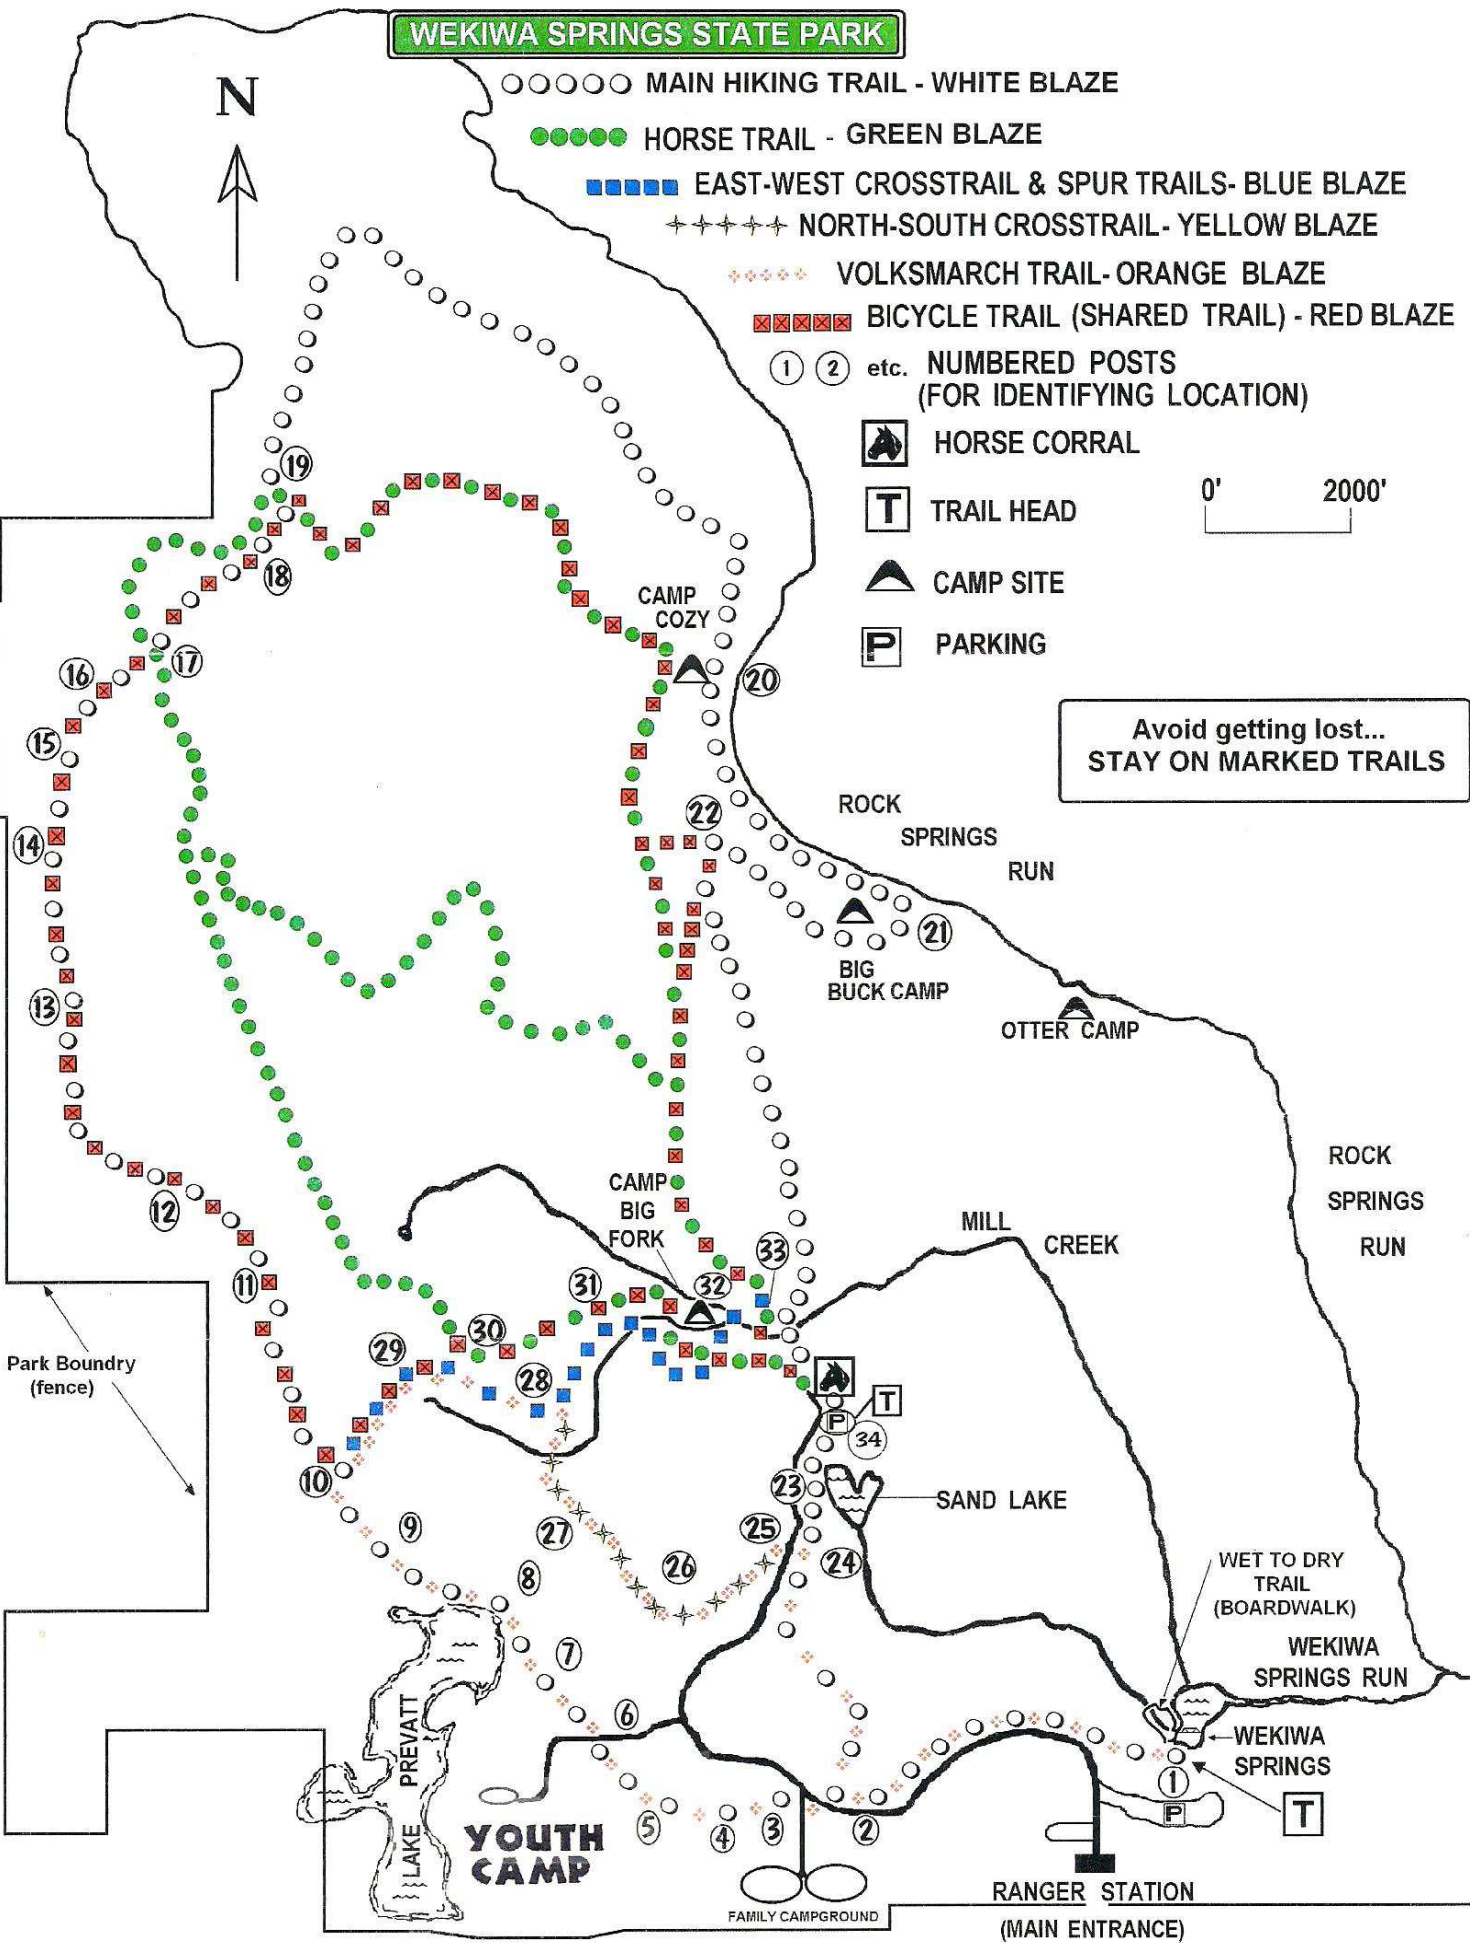 WEKIWA SPRINGS STATE PARK
N
MAIN HIKING TRAIL - WHITE BLAZE
HORSE TRAIL - GREEN BLAZE
EAST-WEST CROSSTRAIL & SPUR TRAILS- BLUE BLAZE
NORTH-SOUTH CROSSTRAIL- YELLOW BLAZE
VOLKSMARCH TRAIL- ORANGE BLAZE
BICYCLE TRAIL (SHARED TRAIL) - RED BLAZE
1 2 etc. NUMBERED POSTS
(FOR IDENTIFYING LOCATION)
HORSE CORRAL
T TRAIL HEAD
CAMP SITE
P PARKING
0' 2000'
Avoid getting lost...
STAY ON MARKED TRAILS
19
18
17
16
15
14
13
12
11
CAMP
COZY
20
22
ROCK
SPRINGS
RUN
21
BIG
BUCK CAMP
OTTER CAMP
ROCK
SPRINGS
RUN
MILL
CREEK
CAMP
BIG
FORK
33
32
31
30
29
28
Park Boundry
(fence)
T
P
34
23
SAND LAKE
10
9
8
27
26
25
24
WET TO DRY
TRAIL
(BOARDWALK)
WEKIWA
SPRINGS RUN
WEKIWA
SPRINGS
7
6
5
4
3
2
1
P
T
LAKE PREVATT
YOUTH
CAMP
FAMILY CAMPGROUND
RANGER STATION
(MAIN ENTRANCE)